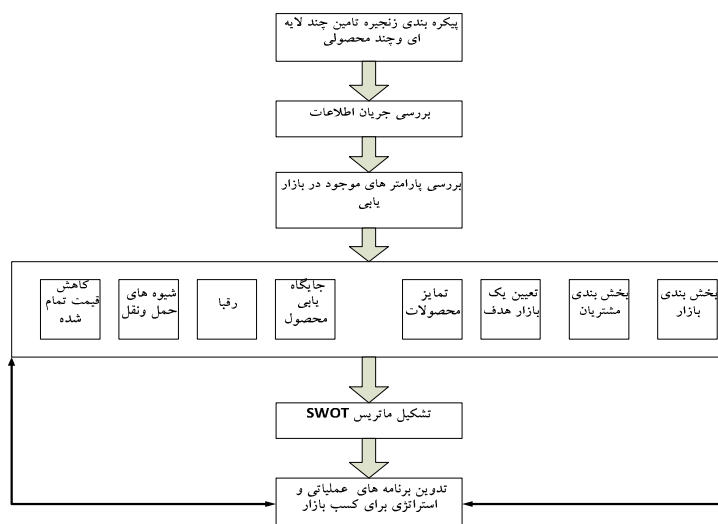 پیکره بندی زنجیره تامین چند لایه
ای وچند محصولی
بررسی جریان اطلاعات
بررسی پارامتر های موجود در بازار
یابی
بخش بندی
بازار
بخش بندی
مشتریان
تعیین یک
بازار هدف
تمایز
محصولات
جایگاه
یابی
محصول
رقبا
شیوه های
حمل ونقل
کاهش
قیمت تمام
شده
تشکیل ماتریس SWOT
تدوین برنامه های عملیاتی و
استراتژی برای کسب بازار